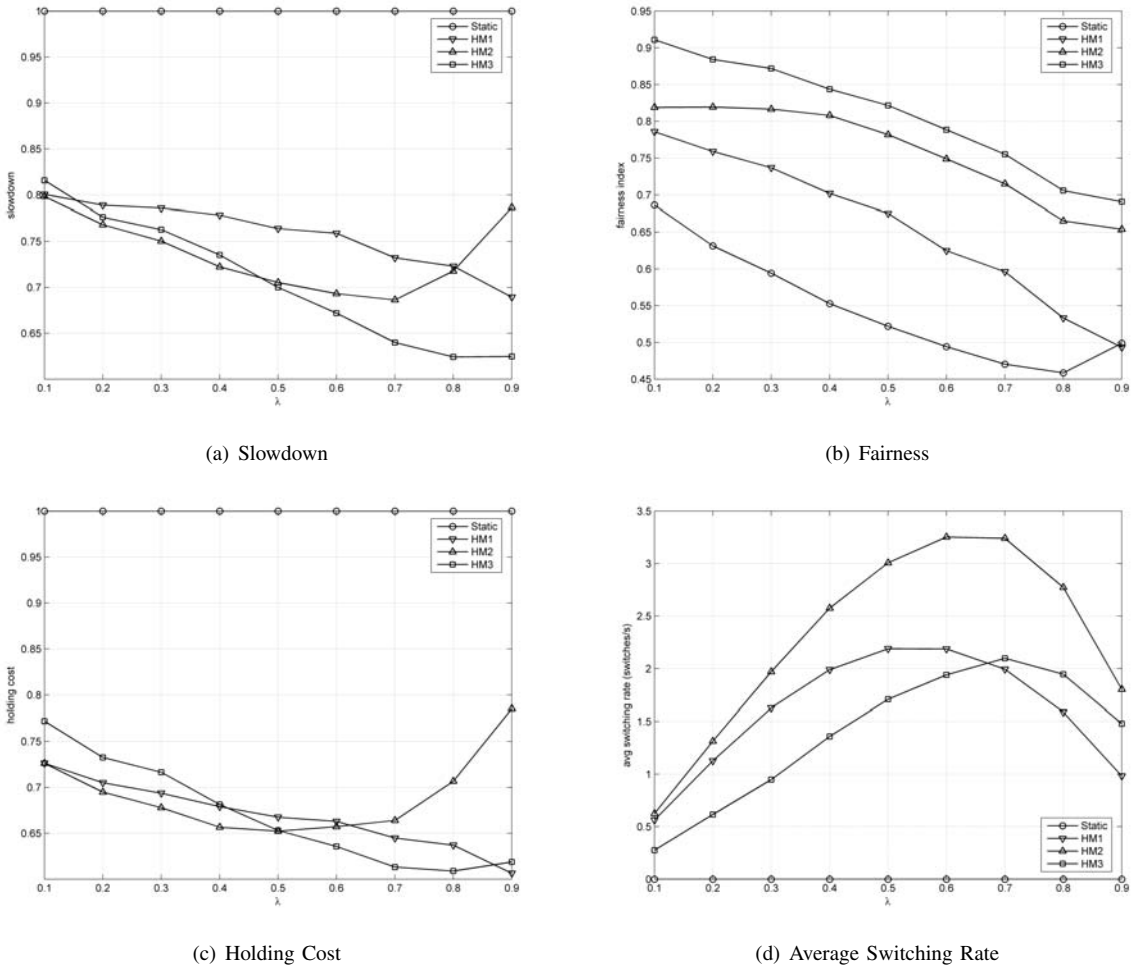 1
0.95
0.9
0.85
0.8
0.75
0.7
0.65
slowdown
0.1 0.2 0.3 0.4 0.5 0.6 0.7 0.8 0.9
λ
Static
HM1
HM2
HM3
(a) Slowdown
0.95
0.9
0.85
0.8
0.75
0.7
0.65
0.6
0.55
0.5
0.45
fairness index
0.1 0.2 0.3 0.4 0.5 0.6 0.7 0.8 0.9
λ
Static
HM1
HM2
HM3
(b) Fairness
1
0.95
0.9
0.85
0.8
0.75
0.7
0.65
holding cost
0.1 0.2 0.3 0.4 0.5 0.6 0.7 0.8 0.9
λ
Static
HM1
HM2
HM3
(c) Holding Cost
3.5
3
2.5
2
1.5
1
0.5
0
avg switching rate (switches/s)
0.1 0.2 0.3 0.4 0.5 0.6 0.7 0.8 0.9
λ
Static
HM1
HM2
HM3
(d) Average Switching Rate